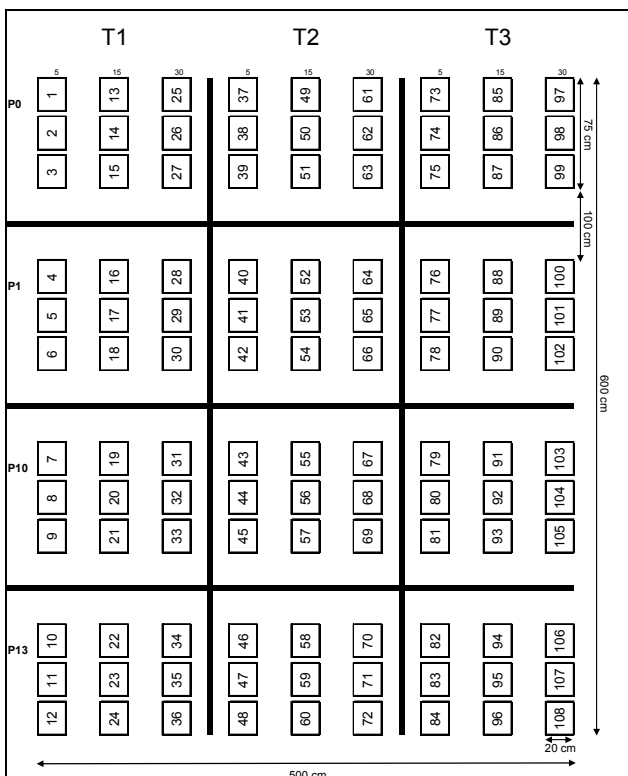 T1 T2 T3
5 15 30 5 15 30 5 15 30
P0 1 13 25 37 49 61 73 85 97
2 14 26 38 50 62 74 86 98
3 15 27 39 51 63 75 87 99
75 cm
100 cm
P1 4 16 28 40 52 64 76 88 100
5 17 29 41 53 65 77 89 101
6 18 30 42 54 66 78 90 102
600 cm
P10 7 19 31 43 55 67 79 91 103
8 20 32 44 56 68 80 92 104
9 21 33 45 57 69 81 93 105
P13 10 22 34 46 58 70 82 94 106
11 23 35 47 59 71 83 95 107
12 24 36 48 60 72 84 96 108
20 cm
500 cm